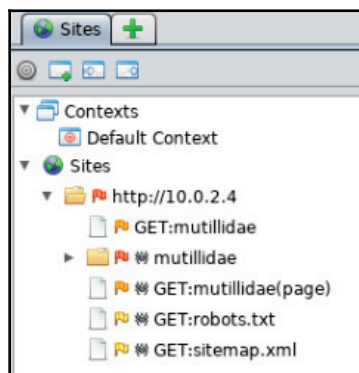 Sites
Contexts
Default Context
Sites
http://10.0.2.4
GET:mutillidae
mutillidae
GET:mutillidae(page)
GET:robots.txt
GET:sitemap.xml